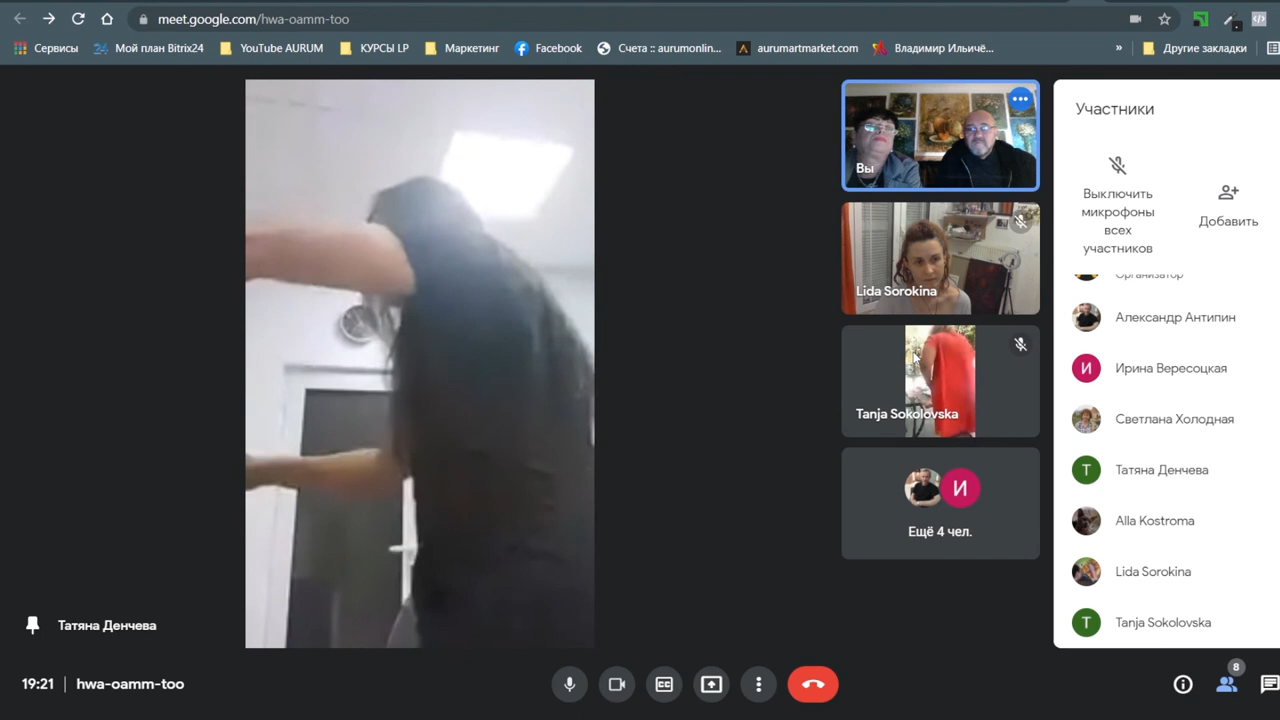 meet.google.com/hwa-oamm-too
Сервисы
Мой план Bitrix24
YouTube AURUM
КУРСЫ LP
Маркетинг
Facebook
Счета :: aurumonlin...
aurumartmarket.com
Владимир Ильичё...
»
Другие закладки
Вы
Lida Sorokina
Tanja Sokolovska
И
Ещё 4 чел.
Татяна Денчева
Участники
Выключить
микрофоны
всех
участников
Добавить
Организатор
Александр Антипин
И Ирина Вересоцкая
Светлана Холодная
Т Татяна Денчева
Alla Kostroma
Lida Sorokina
T Tanja Sokolovska
19:21 | hwa-oamm-too
CC
8